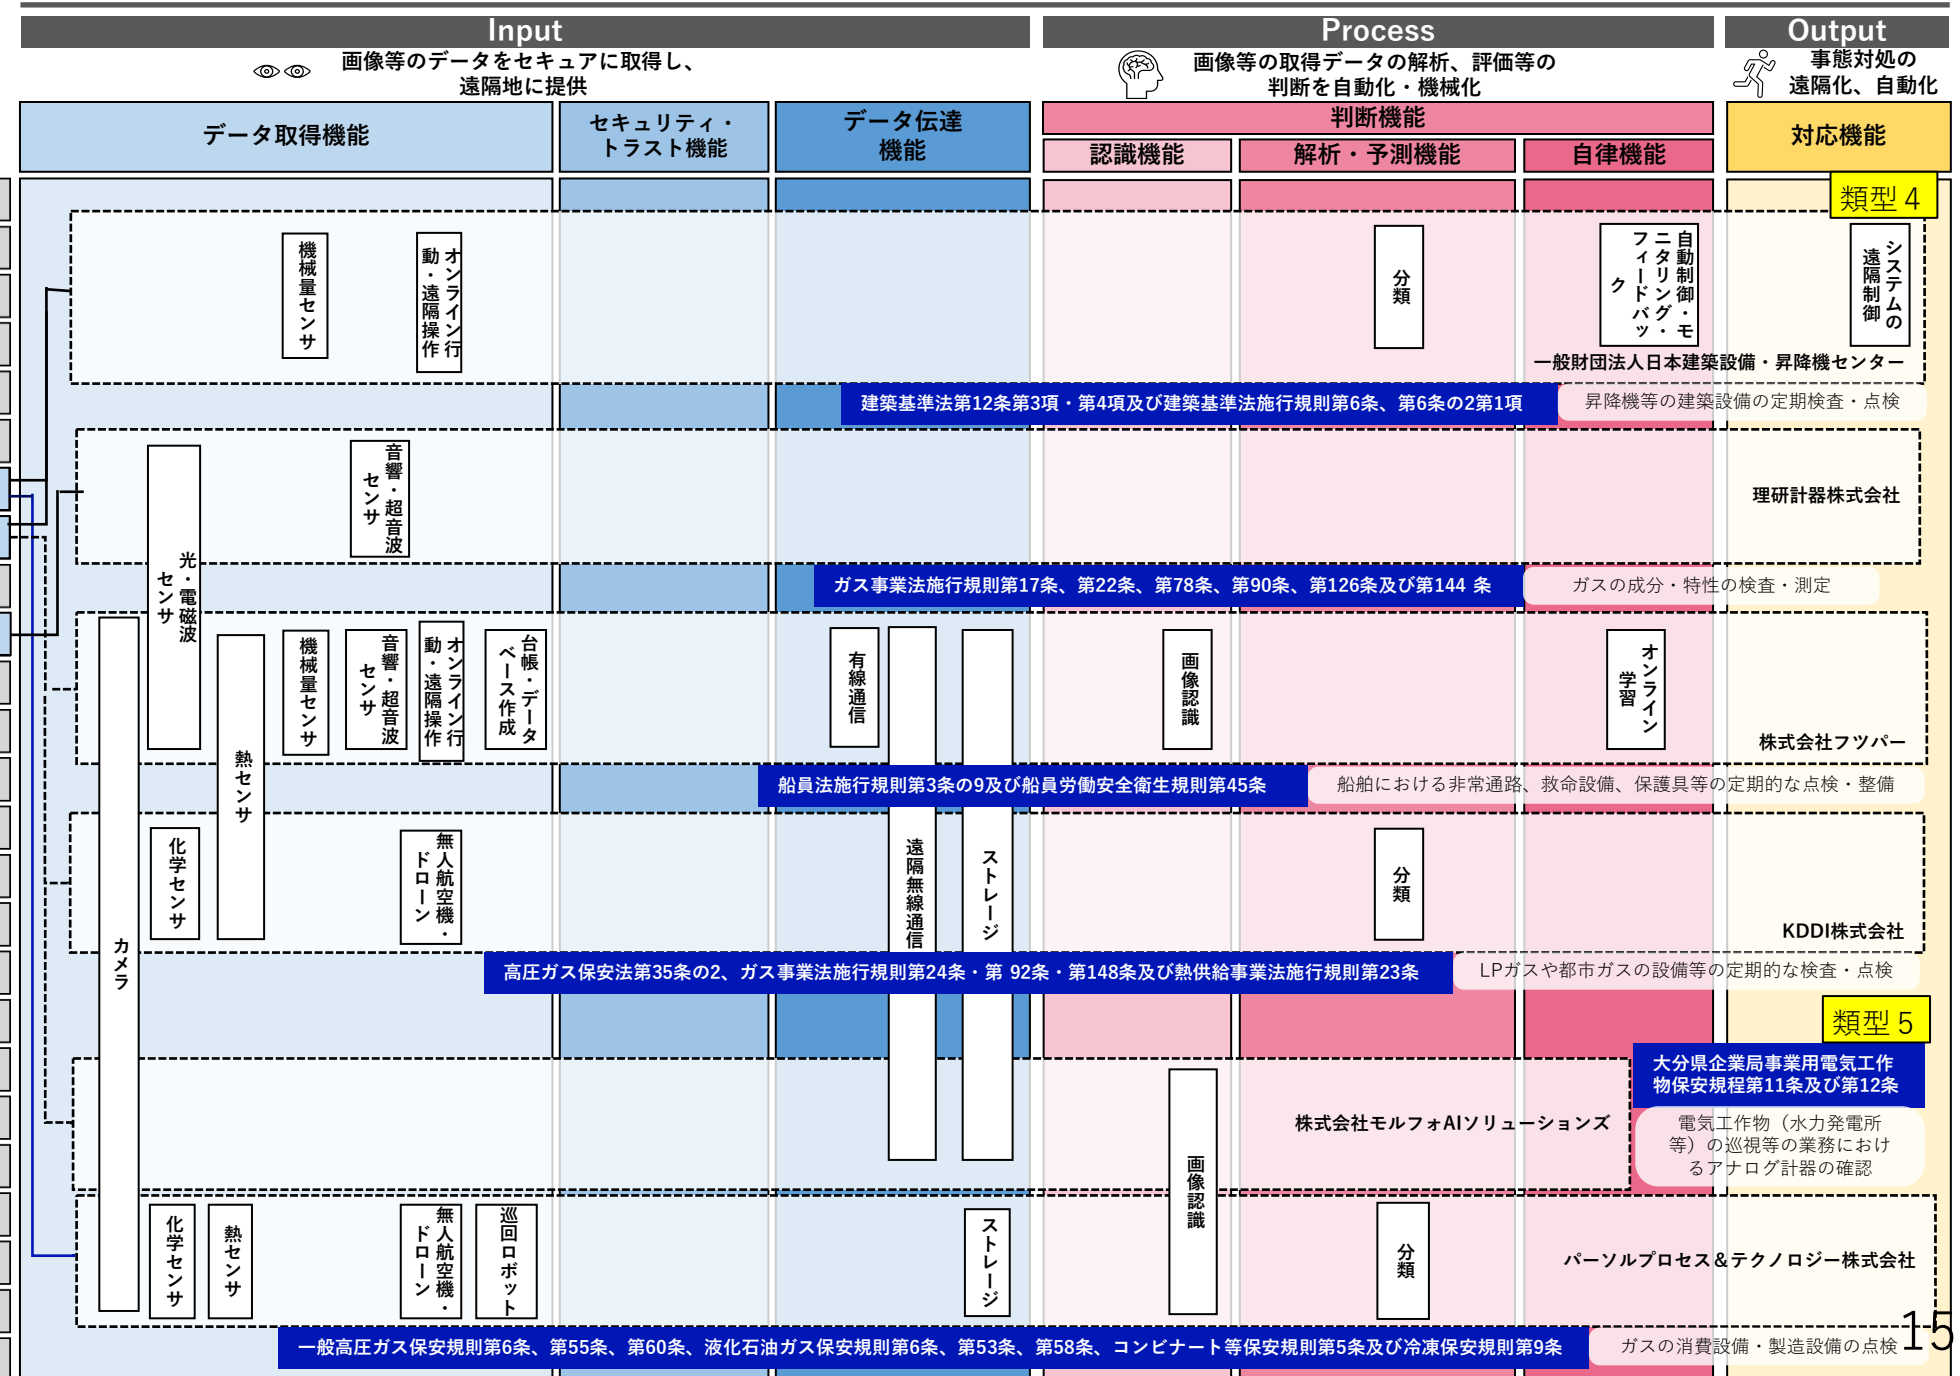 Input
Process
Output
画像等のデータをセキュアに取得し、
遠隔地に提供
画像等の取得データの解析、評価等の
判断を自動化・機械化
事態対処の
遠隔化、自動化
データ取得機能
セキュリティ・
トラスト機能
データ伝達
機能
判断機能
認識機能
解析・予測機能
自律機能
対応機能
類型４
機械量センサ
オンライン行
動・遠隔操作
分類
自動制御・モ
ニタリング・
フィードバッ
ク
システムの
遠隔制御
一般財団法人日本建築設備・昇降機センター
建築基準法第12条第3項・第4項及び建築基準法施行規則第6条、第6条の2第1項
昇降機等の建築設備の定期検査・点検
光・電磁波
センサ
音響・超音波
センサ
理研計器株式会社
ガス事業法施行規則第17条、第22条、第78条、第90条、第126条及び第144 条
ガスの成分・特性の検査・測定
カメラ
熱センサ
機械量センサ
音響・超音波
センサ
オンライン行
動・遠隔操作
台帳・データ
ベース作成
有線通信
遠隔無線通信
ストレージ
画像認識
オンライン
学習
株式会社フツパー
船員法施行規則第3条の9及び船員労働安全衛生規則第45条
船舶における非常通路、救命設備、保護具等の定期的な点検・整備
化学センサ
無人航空機・
ドローン
分類
KDDI株式会社
高圧ガス保安法第35条の2、ガス事業法施行規則第24条・第 92条・第148条及び熱供給事業法施行規則第23条
LPガスや都市ガスの設備等の定期的な検査・点検
類型５
画像認識
株式会社モルフォAIソリューションズ
大分県企業局事業用電気工作
物保安規程第11条及び第12条
電気工作物（水力発電所
等）の巡視等の業務におけ
るアナログ計器の確認
化学センサ
熱センサ
無人航空機・
ドローン
巡回ロボット
ストレージ
分類
パーソルプロセス＆テクノロジー株式会社
一般高圧ガス保安規則第6条、第55条、第60条、液化石油ガス保安規則第6条、第53条、第58条、コンビナート等保安規則第5条及び冷凍保安規則第9条
ガスの消費設備・製造設備の点検
15